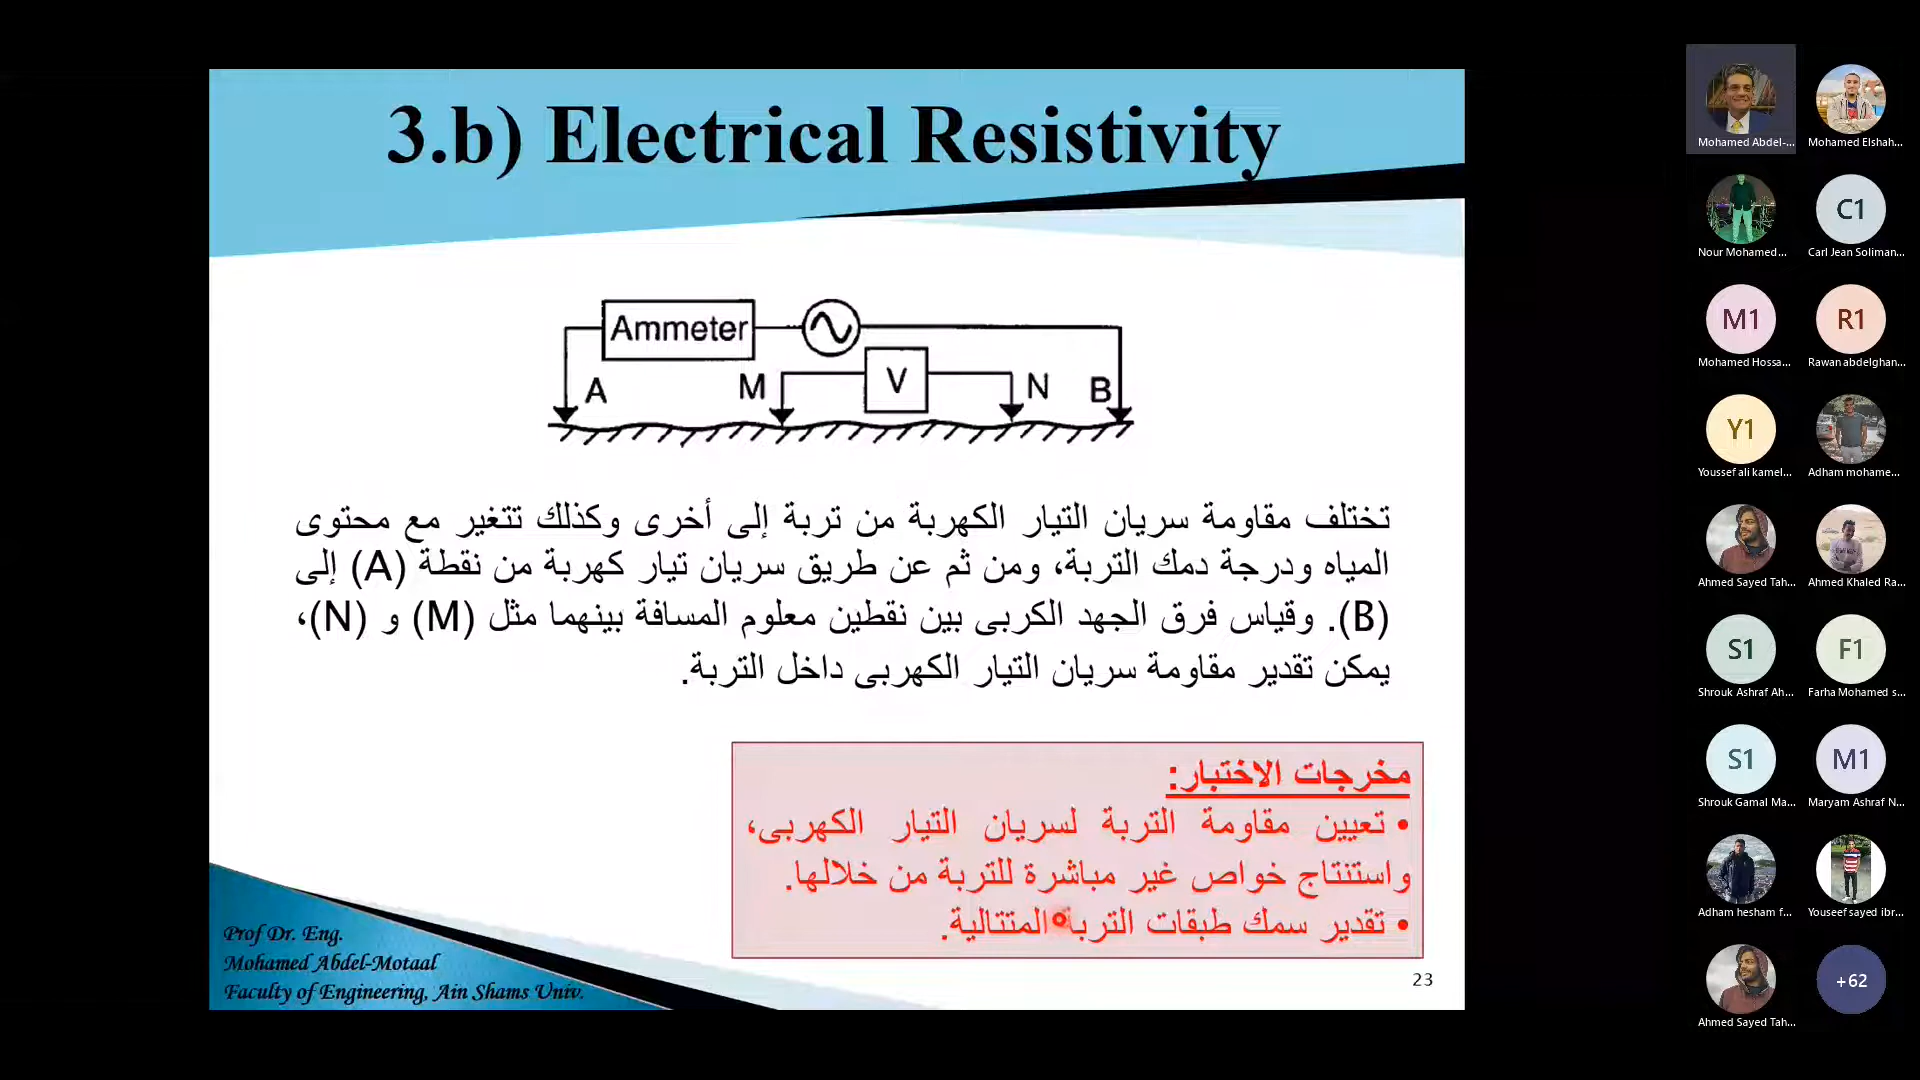 3.b) Electrical Resistivity
Ammeter
V
A
M
N
B
تختلف مقاومة سريان التيار الكهربة من تربة إلى أخرى وكذلك تتغير مع محتوى
المياه ودرجة دمك التربة، ومن ثم عن طريق سريان تيار كهربة من نقطة (A) إلى
(B). وقياس فرق الجهد الكربى بين نقطين معلوم المسافة بينهما مثل (M) و (N)،
يمكن تقدير مقاومة سريان التيار الكهربى داخل التربة.
مخرجات الاختبار:
• تعيين مقاومة التربة لسريان التيار الكهربى،
واستنتاج خواص غير مباشرة للتربة من خلالها.
• تقدير سمك طبقات التربة المتتالية.
Prof Dr. Eng.
Mohamed Abdel-Motaal
Faculty of Engineering, Ain Shams Univ.
23
Mohamed Abdel-...
Mohamed Elshah...
Nour Mohamed...
C1
Carl Jean Soliman...
M1
Mohamed Hossa...
R1
Rawan abdelghan...
Y1
Youssef ali kamel...
Adham mohame...
Ahmed Sayed Tah...
Ahmed Khaled Ra...
S1
Shrouk Ashraf Ah...
F1
Farha Mohamed s...
S1
Shrouk Gamal Ma...
M1
Maryam Ashraf N...
Adham hesham f...
Youseef sayed ibr...
Ahmed Sayed Tah...
+62